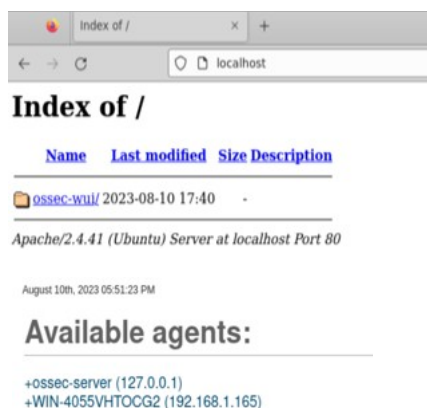 Index of /
localhost
Index of /
Name Last modified Size Description
ossec-wui/ 2023-08-10 17:40 -
Apache/2.4.41 (Ubuntu) Server at localhost Port 80
August 10th, 2023 05:51:23 PM
Available agents:
+ossec-server (127.0.0.1)
+WIN-4055VHTOCG2 (192.168.1.165)